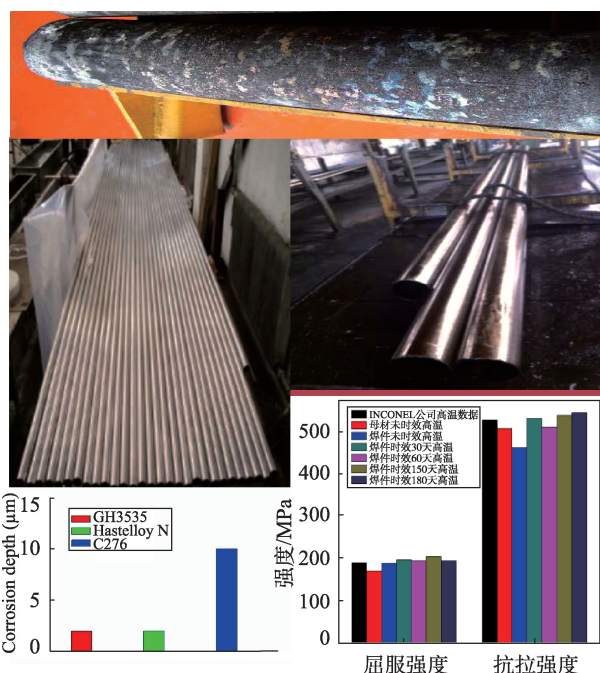 15
10
5
0
Corrosion depth (μm)
GH3535
Hastelloy N
C276
500
400
300
200
100
0
强度/MPa
INCONEL公司高温数据
母材未时效高温
焊件未时效高温
焊件时效30天高温
焊件时效60天高温
焊件时效150天高温
焊件时效180天高温
屈服强度
抗拉强度